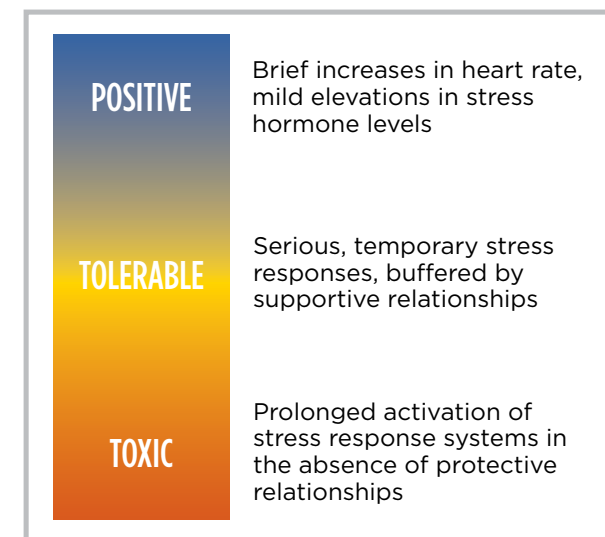 POSITIVE
Brief increases in heart rate,
mild elevations in stress
hormone levels
TOLERABLE
Serious, temporary stress
responses, buffered by
supportive relationships
TOXIC
Prolonged activation of
stress response systems in
the absence of protective
relationships